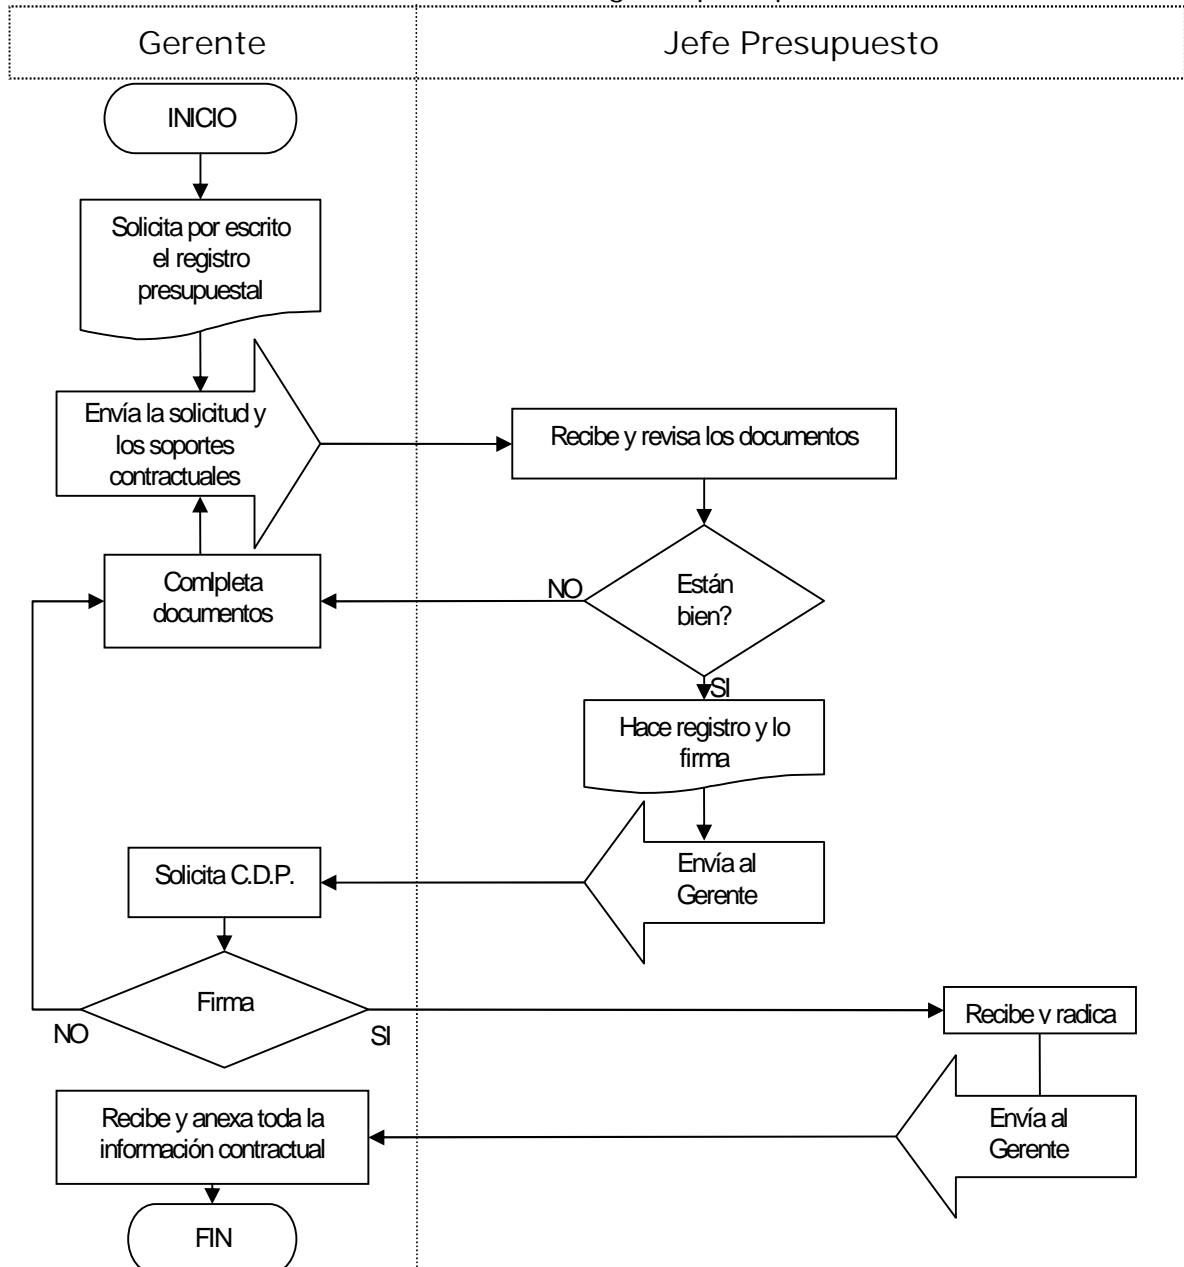 Gerente
Jefe Presupuesto
INICIO
Solicita por escrito
el registro
presupuestal
Envía la solicitud y
los soportes
contractuales
Recibe y revisa los documentos
Completa
documentos
NO
Están
bien?
SI
Hace registro y lo
firma
Solicita C.D.P.
Envía al
Gerente
Firma
NO
SI
Recibe y radica
Recibe y anexa toda la
información contractual
Envía al
Gerente
FIN